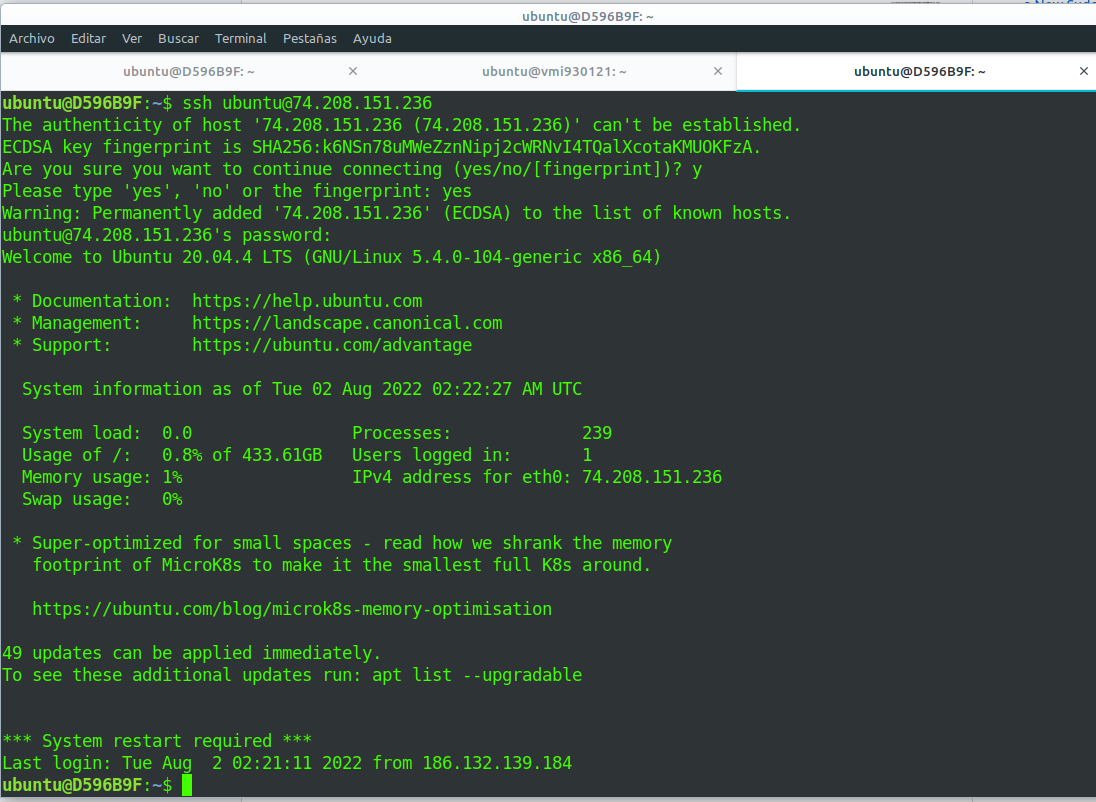 ubuntu@D596B9F: ~
Archivo Editar Ver Buscar Terminal Pestañas Ayuda
ubuntu@D596B9F: ~ × ubuntu@vmi930121: ~ × ubuntu@D596B9F: ~ ×
ubuntu@D596B9F:~$ ssh ubuntu@74.208.151.236
The authenticity of host '74.208.151.236 (74.208.151.236)' can't be established.
ECDSA key fingerprint is SHA256:k6NSn78uMWeZznNipj2cWRNvI4TQalXcotaKMUOKFzA.
Are you sure you want to continue connecting (yes/no/[fingerprint])? y
Please type 'yes', 'no' or the fingerprint: yes
Warning: Permanently added '74.208.151.236' (ECDSA) to the list of known hosts.
ubuntu@74.208.151.236's password:
Welcome to Ubuntu 20.04.4 LTS (GNU/Linux 5.4.0-104-generic x86_64)
* Documentation:  https://help.ubuntu.com
* Management:     https://landscape.canonical.com
* Support:        https://ubuntu.com/advantage
System information as of Tue 02 Aug 2022 02:22:27 AM UTC
System load:  0.0                Processes:             239
Usage of /:   0.8% of 433.61GB   Users logged in:       1
Memory usage: 1%                 IPv4 address for eth0: 74.208.151.236
Swap usage:   0%
* Super-optimized for small spaces - read how we shrank the memory
footprint of MicroK8s to make it the smallest full K8s around.
https://ubuntu.com/blog/microk8s-memory-optimisation
49 updates can be applied immediately.
To see these additional updates run: apt list --upgradable
*** System restart required ***
Last login: Tue Aug  2 02:21:11 2022 from 186.132.139.184
ubuntu@D596B9F:~$